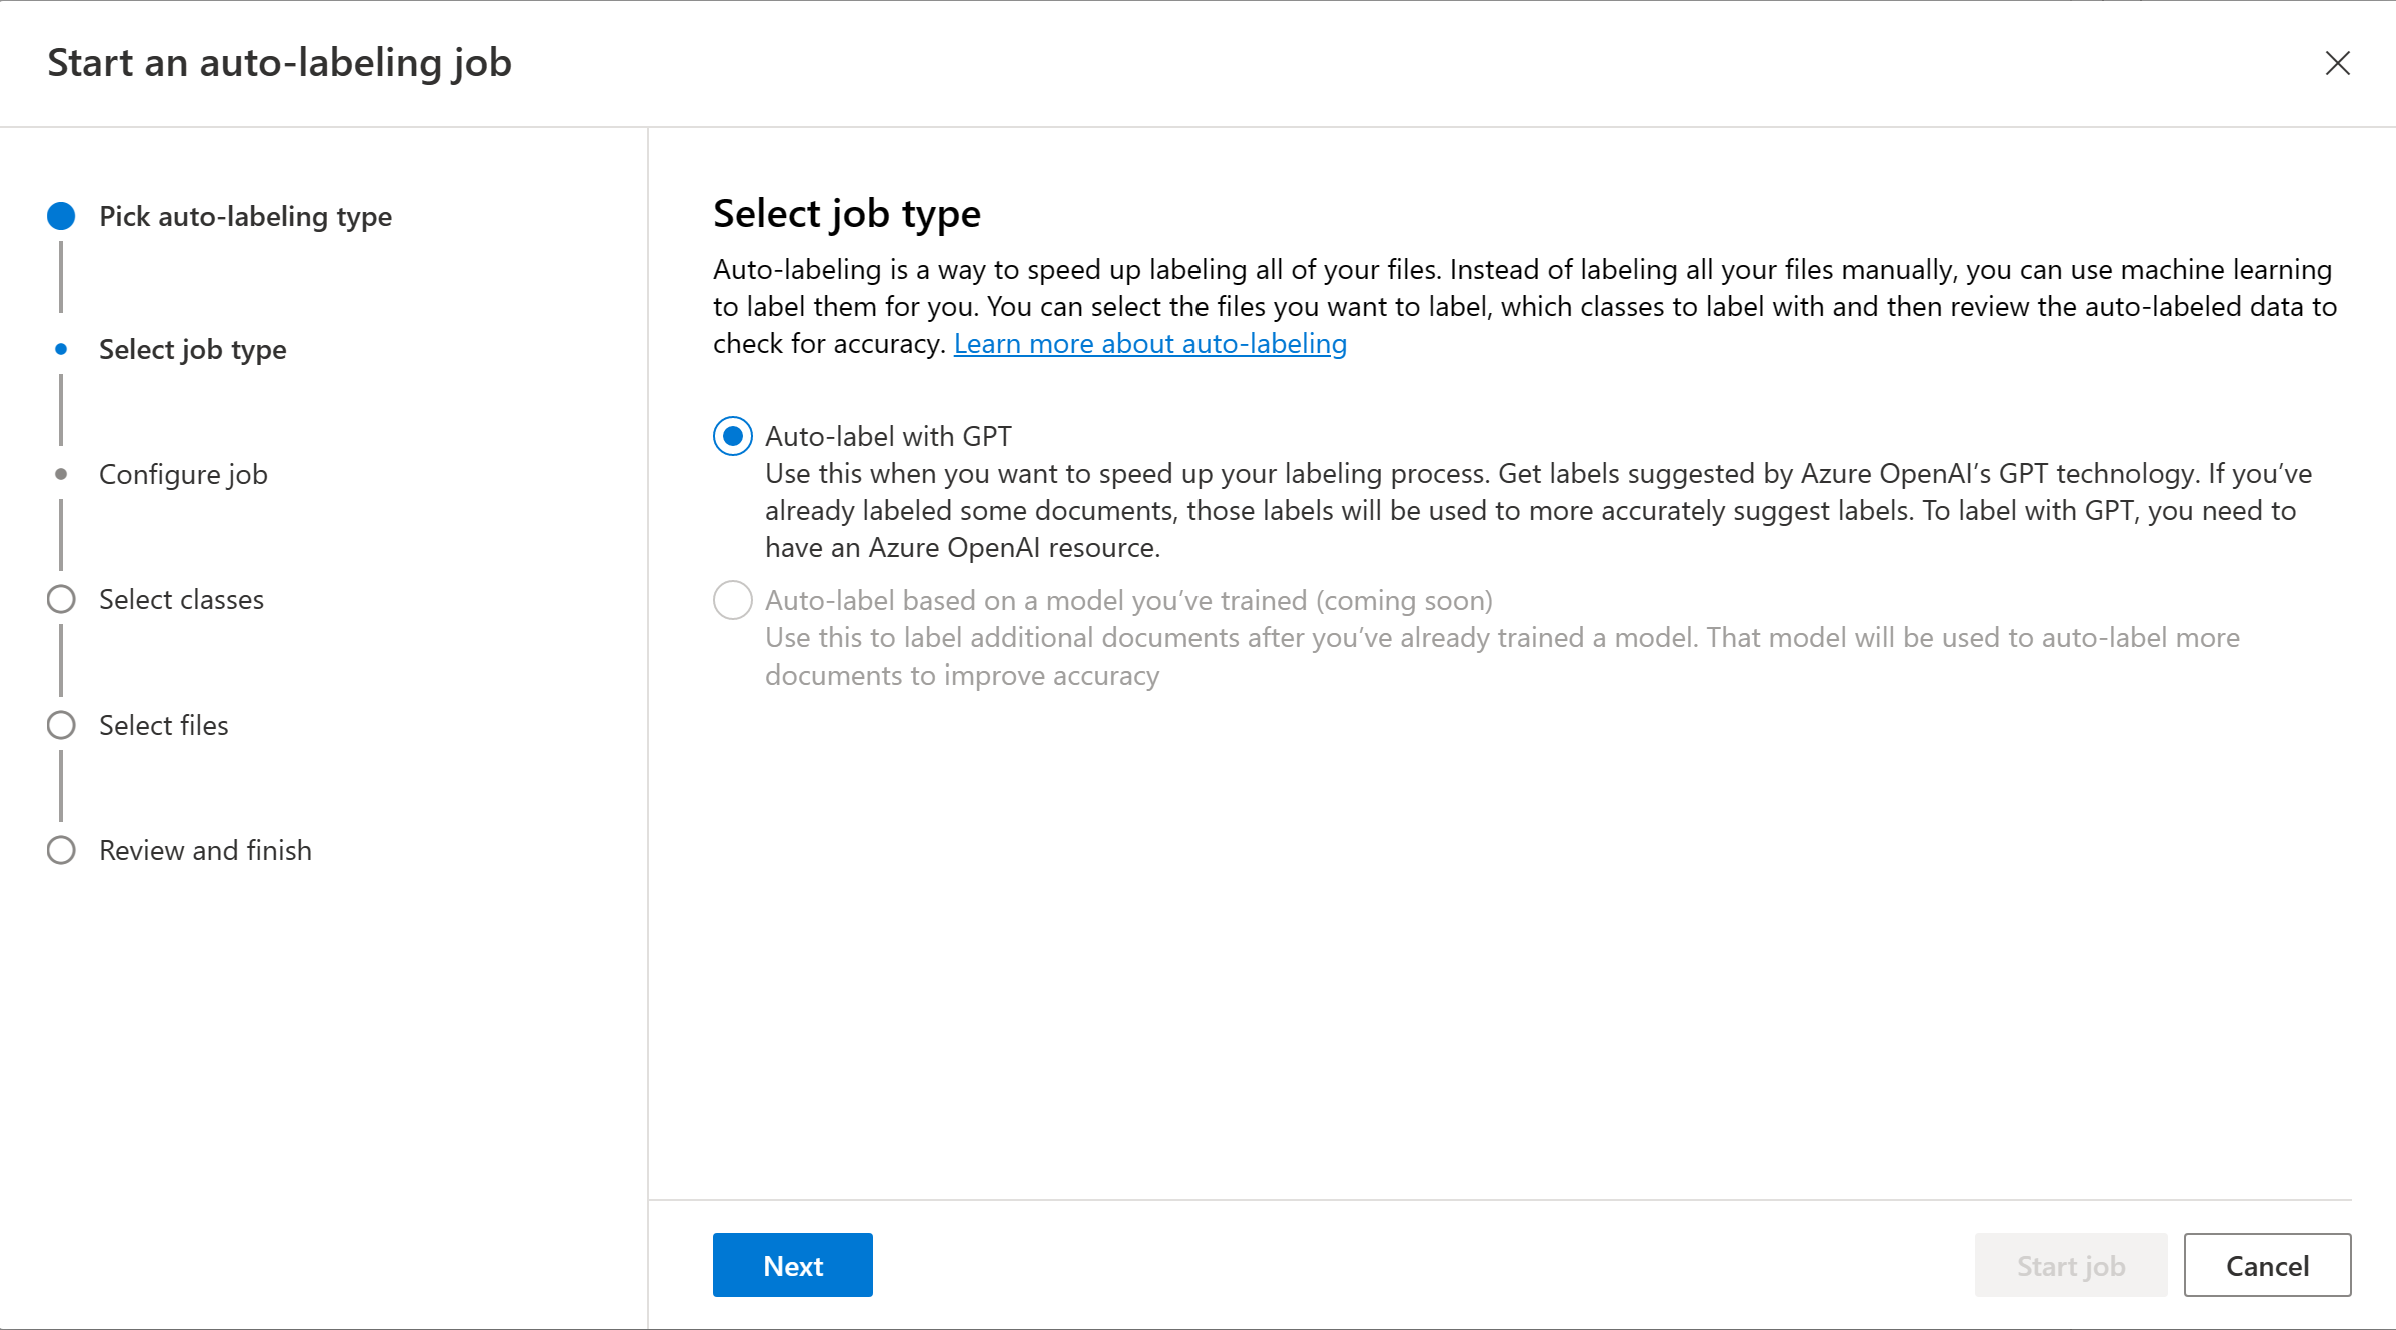 Start an auto-labeling job
Pick auto-labeling type
Select job type
Configure job
Select classes
Select files
Review and finish
Select job type
Auto-labeling is a way to speed up labeling all of your files. Instead of labeling all your files manually, you can use machine learning
to label them for you. You can select the files you want to label, which classes to label with and then review the auto-labeled data to
check for accuracy. Learn more about auto-labeling
Auto-label with GPT
Use this when you want to speed up your labeling process. Get labels suggested by Azure OpenAI’s GPT technology. If you’ve
already labeled some documents, those labels will be used to more accurately suggest labels. To label with GPT, you need to
have an Azure OpenAI resource.
Auto-label based on a model you’ve trained (coming soon)
Use this to label additional documents after you’ve already trained a model. That model will be used to auto-label more
documents to improve accuracy
Next
Start job
Cancel